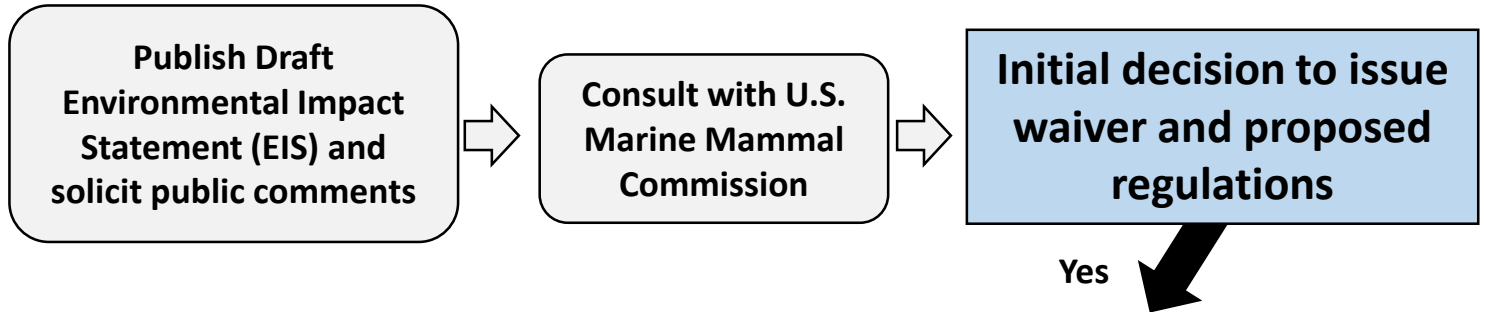 Publish Draft
Environmental Impact
Statement (EIS) and
solicit public comments
Consult with U.S.
Marine Mammal
Commission
Initial decision to issue
waiver and proposed
regulations
Yes